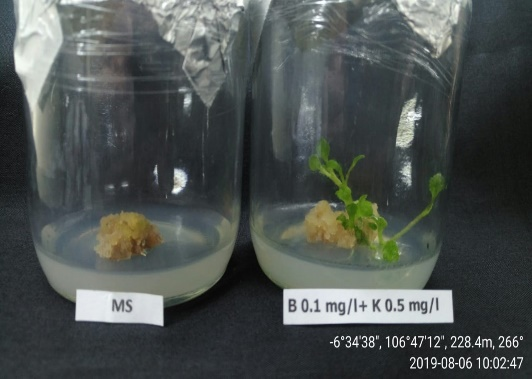 MS
B 0.1 mg/l+ K 0.5 mg/l
-6°34'38", 106°47'12", 228.4m, 266°
2019-08-06 10:02:47